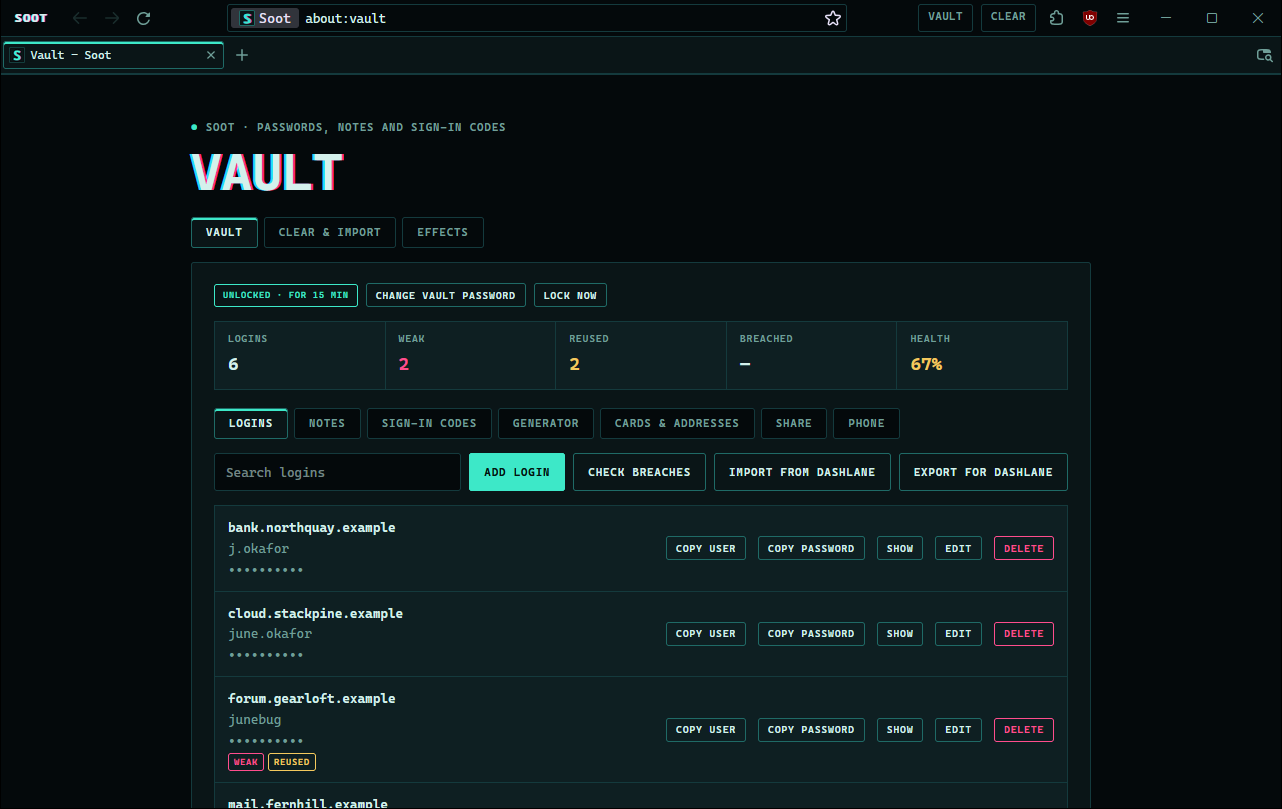 SOOT
S Soot about:vault
VAULT CLEAR
UD
S Vault — Soot
SOOT · PASSWORDS, NOTES AND SIGN-IN CODES
VAULT
VAULT CLEAR & IMPORT EFFECTS
UNLOCKED · FOR 15 MIN CHANGE VAULT PASSWORD LOCK NOW
LOGINS WEAK REUSED BREACHED HEALTH
6 2 2 — 67%
LOGINS NOTES SIGN-IN CODES GENERATOR CARDS & ADDRESSES SHARE PHONE
Search logins ADD LOGIN CHECK BREACHES IMPORT FROM DASHLANE EXPORT FOR DASHLANE
bank.northquay.example
j.okafor
••••••••••
COPY USER COPY PASSWORD SHOW EDIT DELETE
cloud.stackpine.example
june.okafor
••••••••••
COPY USER COPY PASSWORD SHOW EDIT DELETE
forum.gearloft.example
junebug
••••••••••
WEAK REUSED
COPY USER COPY PASSWORD SHOW EDIT DELETE
mail.fernhill.example